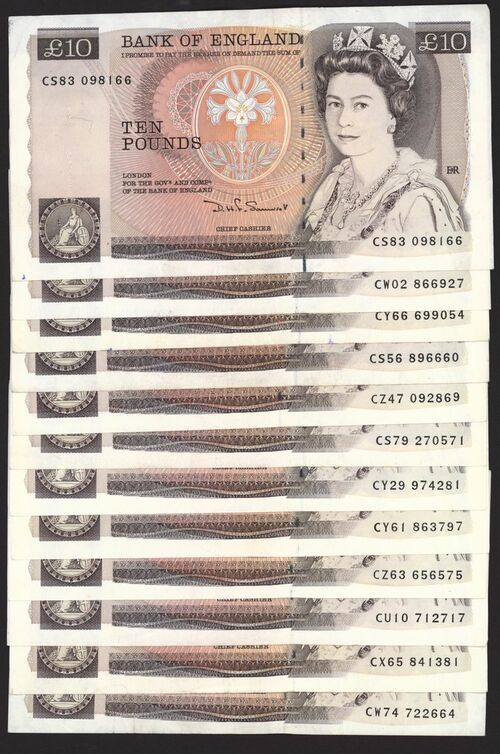 £10 BANK OF ENGLAND £10
I PROMISE TO PAY THE BEARER ON DEMAND THE SUM OF
CS83 098166
TEN
POUNDS
LONDON
FOR THE GOVR AND COMPA
OF THE BANK OF ENGLAND
EIIR
CHIEF CASHIER
CS83 098166
CW02 866927
CY66 699054
CS56 896660
CZ47 092869
CS79 270571
CY29 974281
CY61 863797
CZ63 656575
CHIEF CASHIER
CU10 712717
CHIEF CASHIER
CX65 841381
CW74 722664